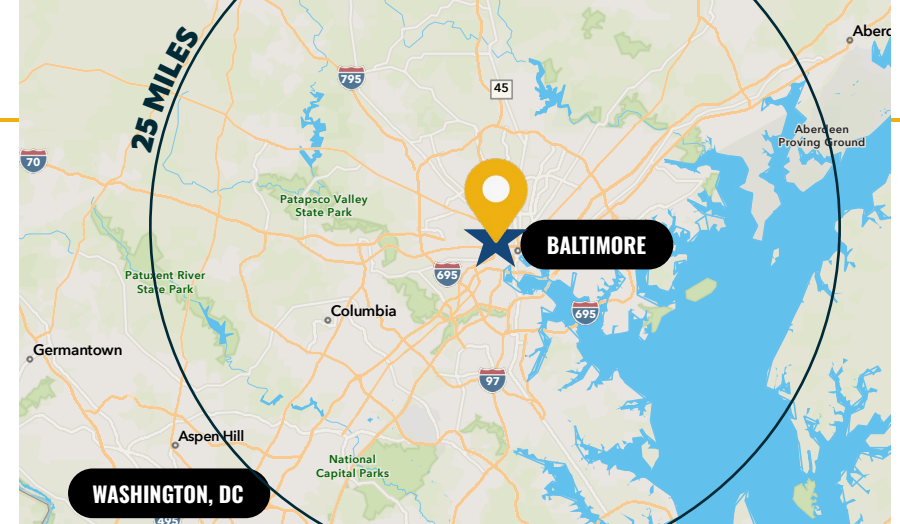 25 MILES
795
45
Aberd
Aberdeen
Proving Ground
70
Patapsco Valley
State Park
BALTIMORE
695
Patuxent River
State Park
Columbia
695
Germantown
97
Aspen Hill
National
Capital Parks
WASHINGTON, DC
495